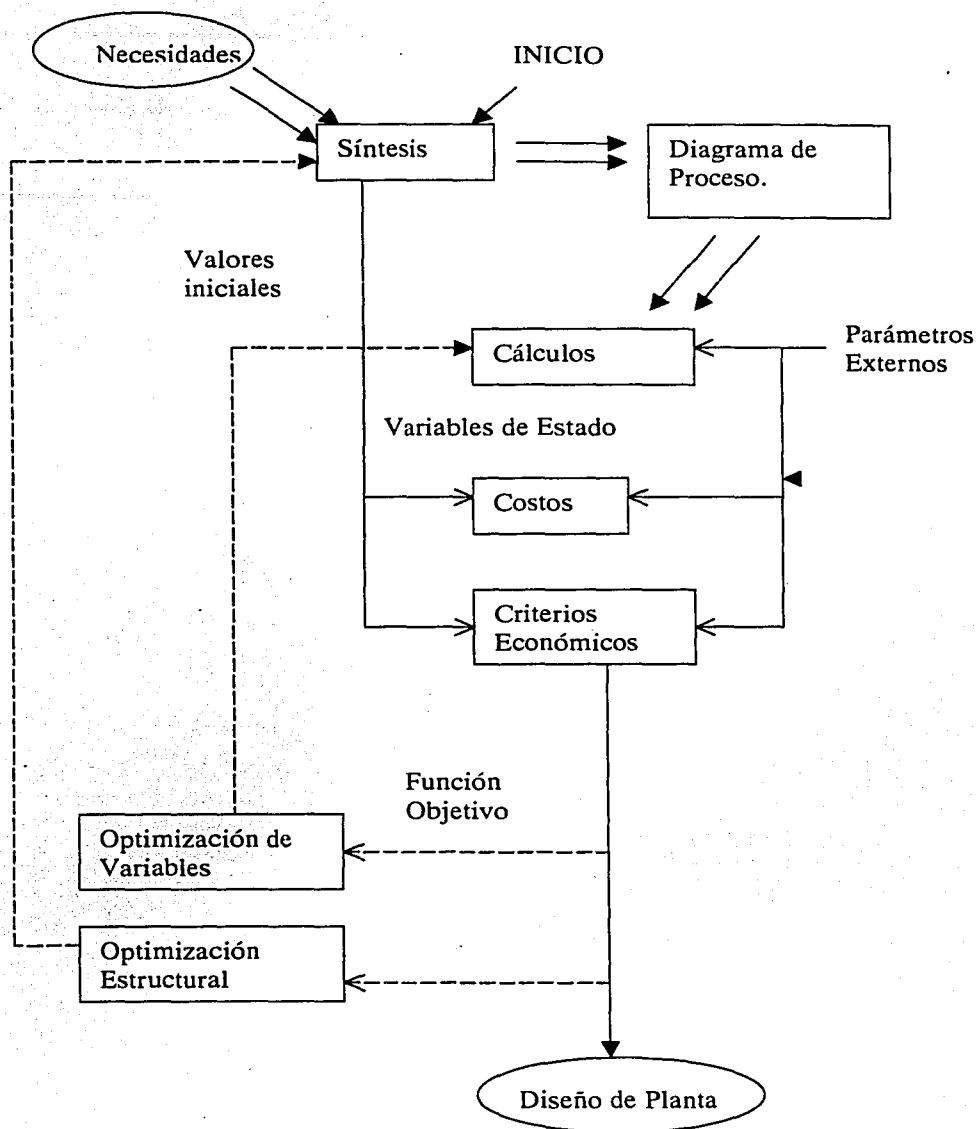 Necesidades
INICIO
Síntesis
Diagrama de
Proceso.
Valores
iniciales
Cálculos
Parámetros
Externos
Variables de Estado
Costos
Criterios
Económicos
Función
Objetivo
Optimización de
Variables
Optimización
Estructural
Diseño de Planta